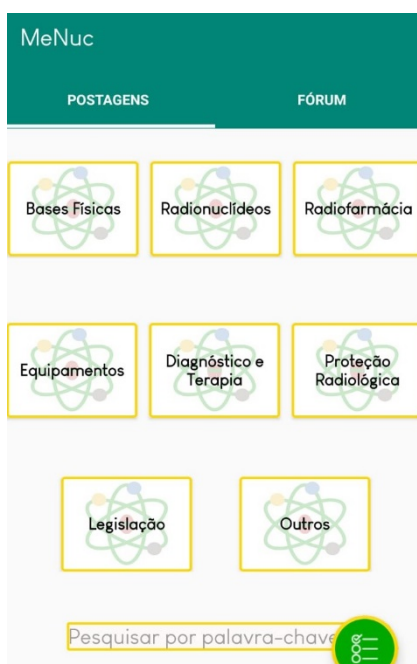 MeNuc
POSTAGENS FÓRUM
Bases Físicas Radionuclídeos Radiofarmácia
Equipamentos
Diagnóstico e
Terapia
Proteção
Radiológica
Legislação Outros
Pesquisar por palavra-chave